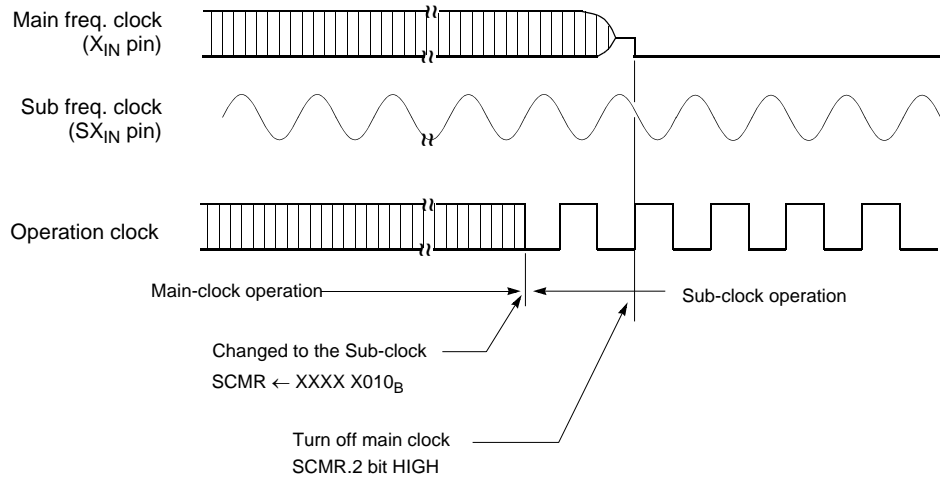 Main freq. clock
(XIN pin)
Sub freq. clock
(SXIN pin)
Operation clock
Main-clock operation
Sub-clock operation
Changed to the Sub-clock
SCMR ← XXXX X010B
Turn off main clock
SCMR.2 bit HIGH